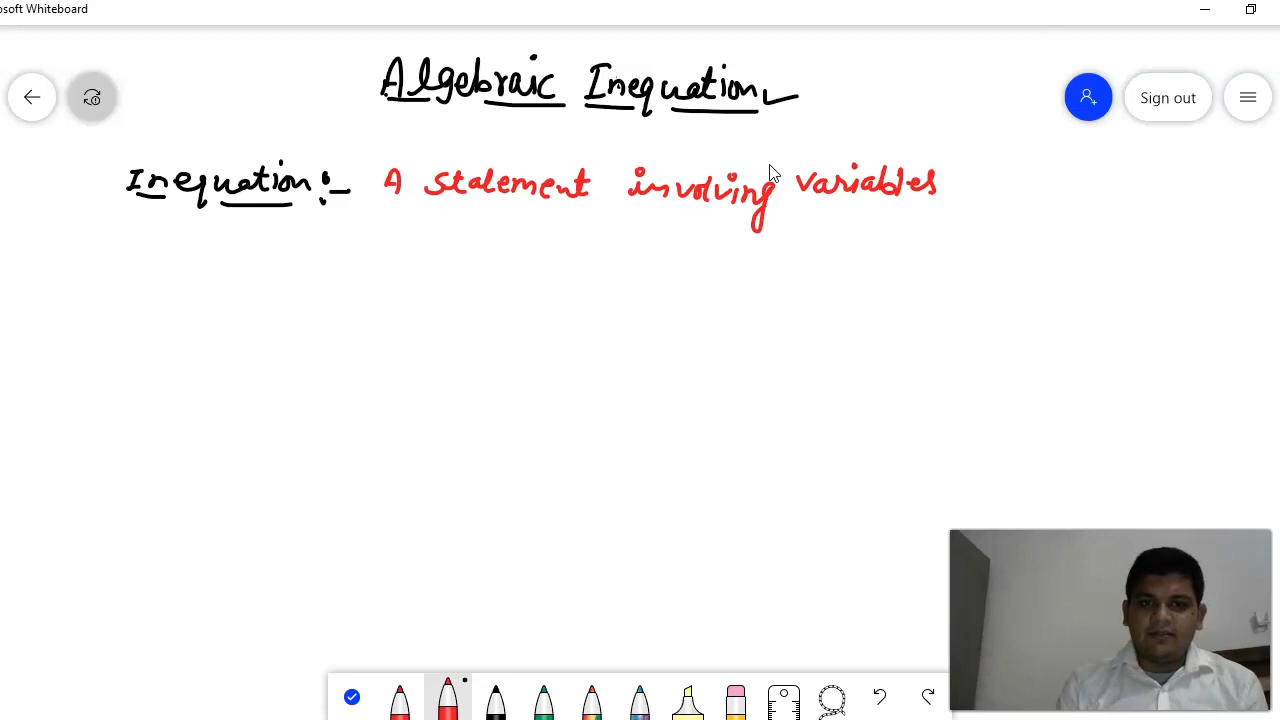 osoft Whiteboard
Algebraic Inequation
Sign out
Inequation:- A statement involving variables